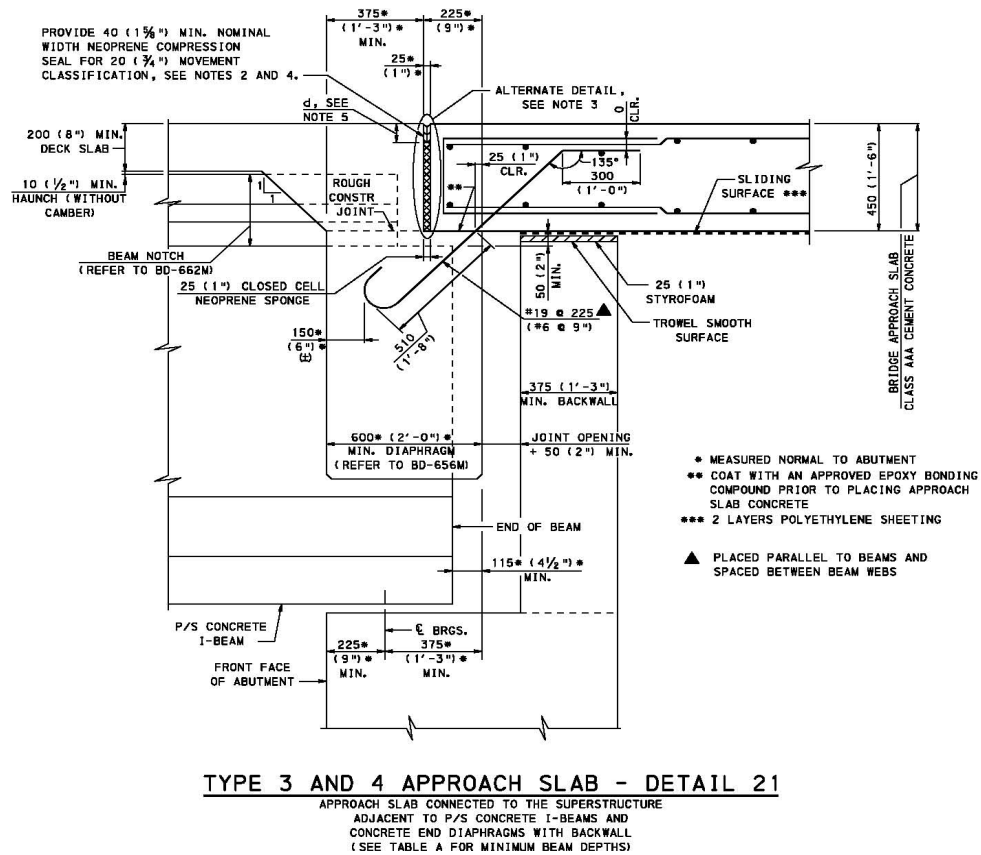 375* 225*
(1'-3")* (9")*
MIN.
PROVIDE 40 (1⅝") MIN. NOMINAL
WIDTH NEOPRENE COMPRESSION
SEAL FOR 20 (¾") MOVEMENT
CLASSIFICATION, SEE NOTES 2 AND 4.
25*
(1")*
ALTERNATE DETAIL,
SEE NOTE 3
0
CLR.
d, SEE
NOTE 5
200 (8") MIN.
DECK SLAB
25 (1")
CLR.
135°
300
(1'-0")
SLIDING
SURFACE ***
450 (1'-6")
BRIDGE APPROACH SLAB
CLASS AAA CEMENT CONCRETE
10 (½") MIN.
HAUNCH (WITHOUT
CAMBER)
1
1
ROUGH
CONSTR
JOINT
**
BEAM NOTCH
(REFER TO BD-662M)
25 (1") CLOSED CELL
NEOPRENE SPONGE
50 (2")
MIN.
25 (1")
STYROFOAM
TROWEL SMOOTH
SURFACE
#19 @ 225 ▲
(#6 @ 9")
150*
(6")*
(±)
510
(1'-8")
375 (1'-3")
MIN. BACKWALL
600* (2'-0")*
MIN. DIAPHRAGM
(REFER TO BD-656M)
JOINT OPENING
+ 50 (2") MIN.
* MEASURED NORMAL TO ABUTMENT
** COAT WITH AN APPROVED EPOXY BONDING
COMPOUND PRIOR TO PLACING APPROACH
SLAB CONCRETE
*** 2 LAYERS POLYETHYLENE SHEETING
▲ PLACED PARALLEL TO BEAMS AND
SPACED BETWEEN BEAM WEBS
END OF BEAM
115* (4½")*
MIN.
P/S CONCRETE
I-BEAM
℄ BRGS.
225* 375*
(9")* (1'-3")*
MIN. MIN.
FRONT FACE
OF ABUTMENT
TYPE 3 AND 4 APPROACH SLAB - DETAIL 21
APPROACH SLAB CONNECTED TO THE SUPERSTRUCTURE
ADJACENT TO P/S CONCRETE I-BEAMS AND
CONCRETE END DIAPHRAGMS WITH BACKWALL
(SEE TABLE A FOR MINIMUM BEAM DEPTHS)